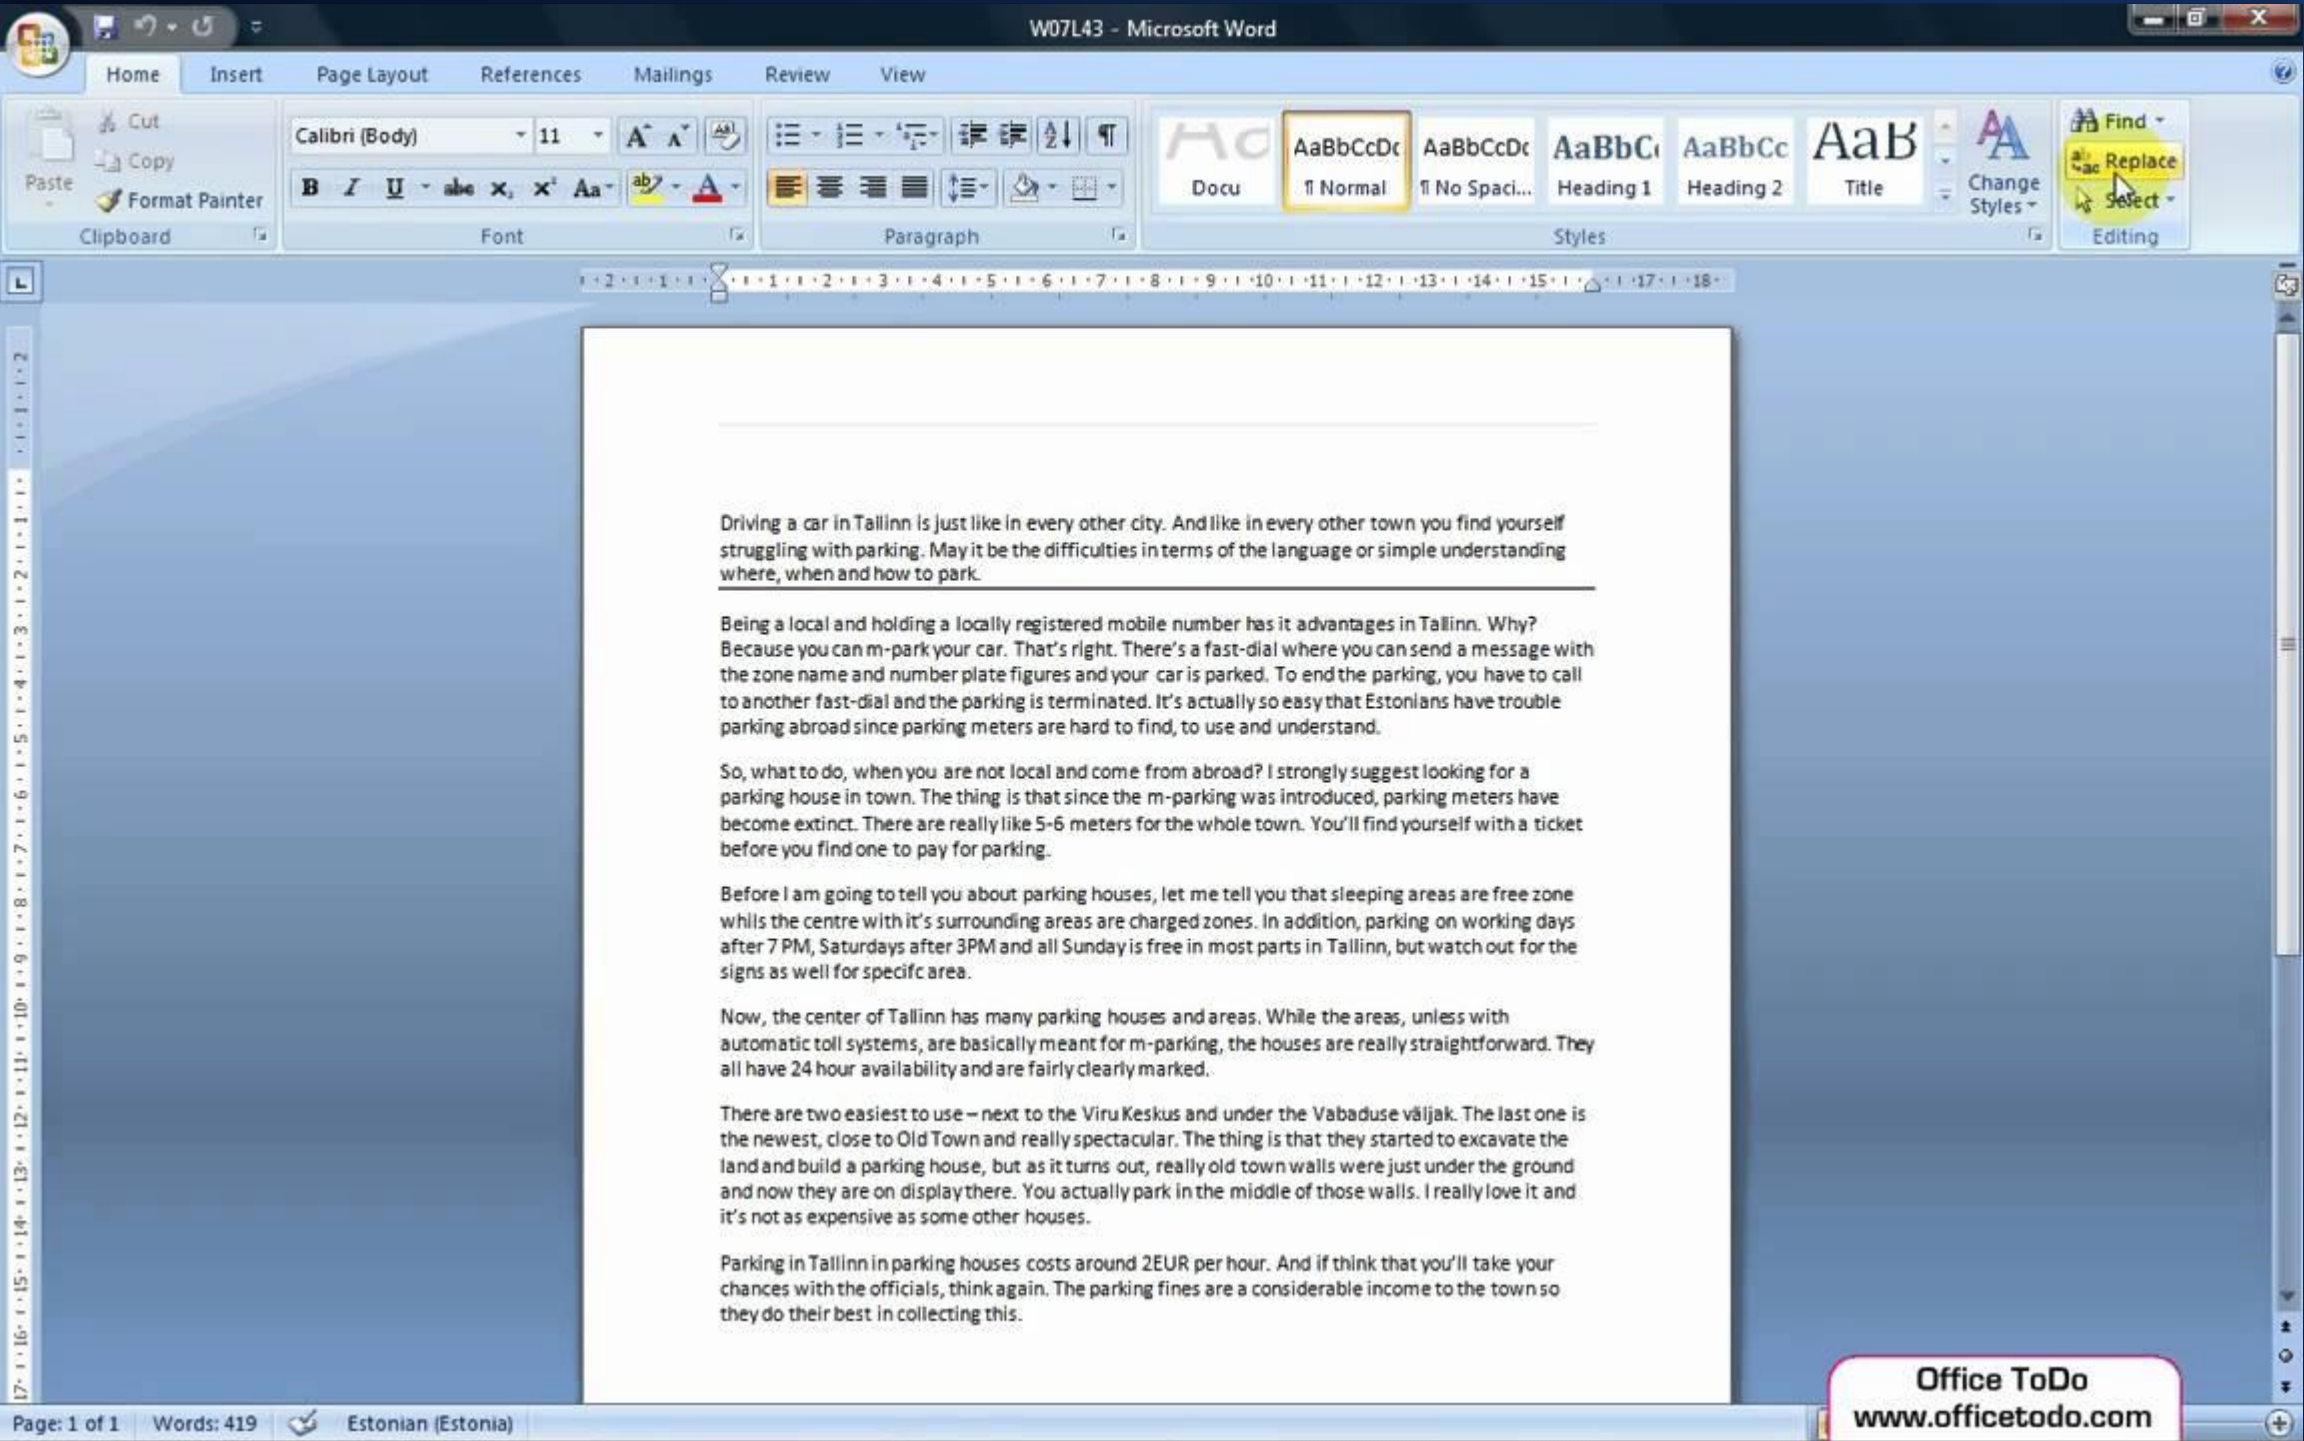 W07L43 - Microsoft Word
Home Insert Page Layout References Mailings Review View
Paste
Cut
Copy
Format Painter
Clipboard
Calibri (Body) 11
Font
Paragraph
AaBbCcDc AaBbCcDc AaBbC AaBbCc AaB
Docu ¶ Normal ¶ No Spaci... Heading 1 Heading 2 Title
Change Styles
Styles
Find
Replace
Select
Editing
Driving a car in Tallinn is just like in every other city. And like in every other town you find yourself
struggling with parking. May it be the difficulties in terms of the language or simple understanding
where, when and how to park.
Being a local and holding a locally registered mobile number has it advantages in Tallinn. Why?
Because you can m-park your car. That's right. There's a fast-dial where you can send a message with
the zone name and number plate figures and your car is parked. To end the parking, you have to call
to another fast-dial and the parking is terminated. It's actually so easy that Estonians have trouble
parking abroad since parking meters are hard to find, to use and understand.
So, what to do, when you are not local and come from abroad? I strongly suggest looking for a
parking house in town. The thing is that since the m-parking was introduced, parking meters have
become extinct. There are really like 5-6 meters for the whole town. You'll find yourself with a ticket
before you find one to pay for parking.
Before I am going to tell you about parking houses, let me tell you that sleeping areas are free zone
whils the centre with it's surrounding areas are charged zones. In addition, parking on working days
after 7 PM, Saturdays after 3PM and all Sunday is free in most parts in Tallinn, but watch out for the
signs as well for specifc area.
Now, the center of Tallinn has many parking houses and areas. While the areas, unless with
automatic toll systems, are basically meant for m-parking, the houses are really straightforward. They
all have 24 hour availability and are fairly clearly marked.
There are two easiest to use – next to the Viru Keskus and under the Vabaduse väljak. The last one is
the newest, close to Old Town and really spectacular. The thing is that they started to excavate the
land and build a parking house, but as it turns out, really old town walls were just under the ground
and now they are on display there. You actually park in the middle of those walls. I really love it and
it's not as expensive as some other houses.
Parking in Tallinn in parking houses costs around 2EUR per hour. And if think that you'll take your
chances with the officials, think again. The parking fines are a considerable income to the town so
they do their best in collecting this.
Page: 1 of 1 Words: 419 Estonian (Estonia)
Office ToDo
www.officetodo.com